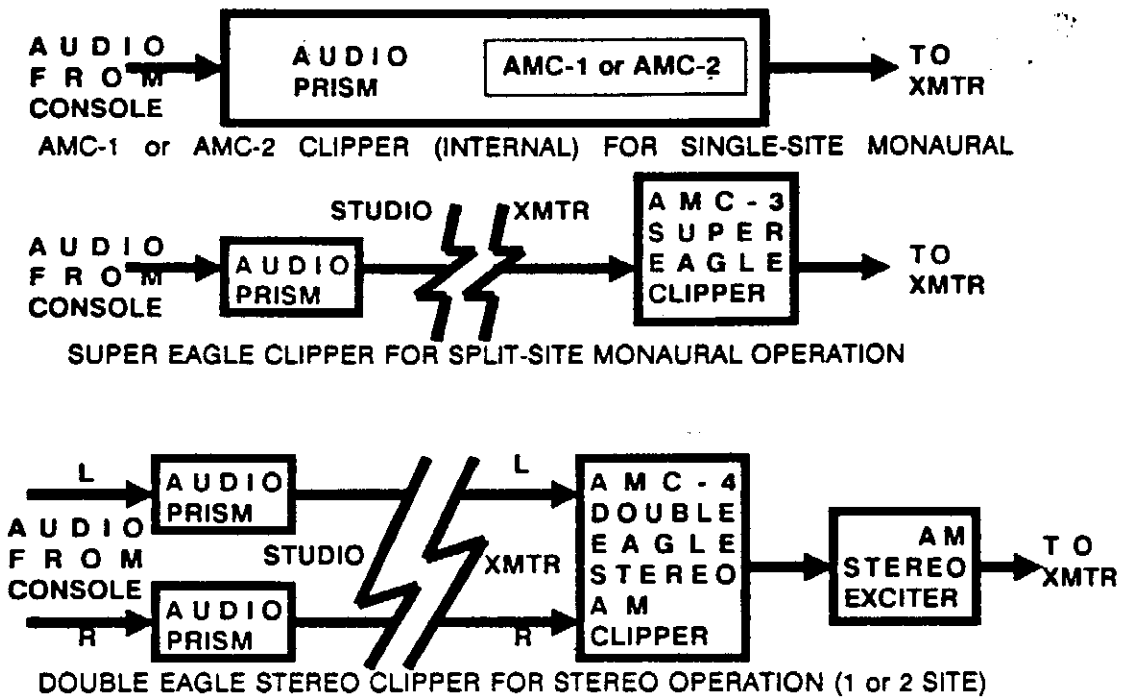 AUDIO
FROM
CONSOLE
AUDIO
PRISM
AMC-1 or AMC-2
TO
XMTR
AMC-1 or AMC-2 CLIPPER (INTERNAL) FOR SINGLE-SITE MONAURAL
AUDIO
FROM
CONSOLE
AUDIO
PRISM
STUDIO
XMTR
AMC-3
SUPER
EAGLE
CLIPPER
TO
XMTR
SUPER EAGLE CLIPPER FOR SPLIT-SITE MONAURAL OPERATION
L
AUDIO
FROM
CONSOLE
R
AUDIO
PRISM
AUDIO
PRISM
STUDIO
XMTR
L
R
AMC-4
DOUBLE
EAGLE
STEREO
AM
CLIPPER
AM
STEREO
EXCITER
TO
XMTR
DOUBLE EAGLE STEREO CLIPPER FOR STEREO OPERATION (1 or 2 SITE)